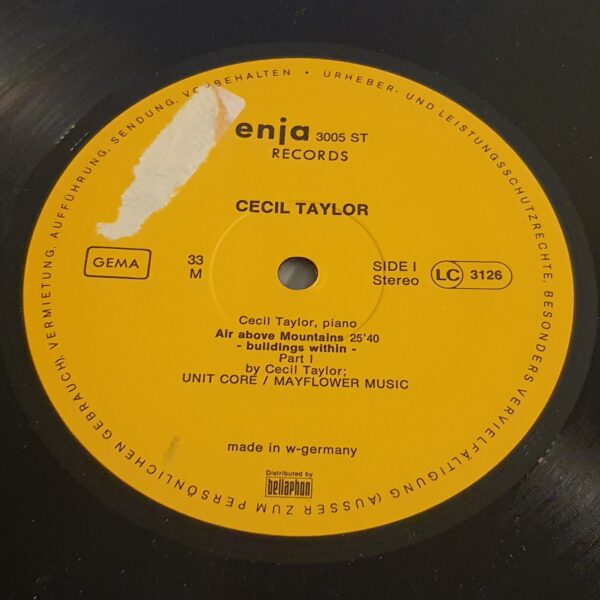 URHEBER- UND LEISTUNGSSCHUTZRECHTE, BESONDERS VERVIELFÄLTIGUNG (AUSSER ZUM PERSÖNLICHEN GEBRAUCH), VERMIETUNG, AUFFÜHRUNG, SENDUNG, VORBEHALTEN •
enja 3005 ST
RECORDS
CECIL TAYLOR
GEMA
33
M
SIDE I
Stereo
LC 3126
Cecil Taylor, piano
Air above Mountains 25'40
- buildings within -
Part I
by Cecil Taylor;
UNIT CORE / MAYFLOWER MUSIC
made in w-germany
Distributed by
bellaphon